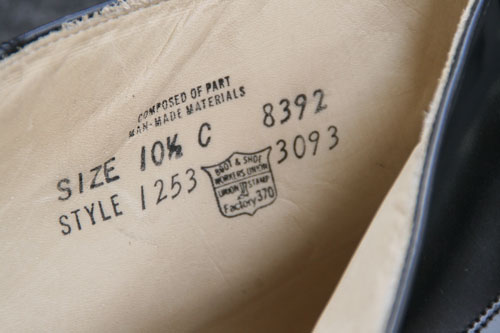 COMPOSED OF PART
MAN-MADE MATERIALS
SIZE 10½ C 8392
STYLE 1253 3093
BOOT & SHOE
WORKERS UNION
UNION STAMP
Factory 370